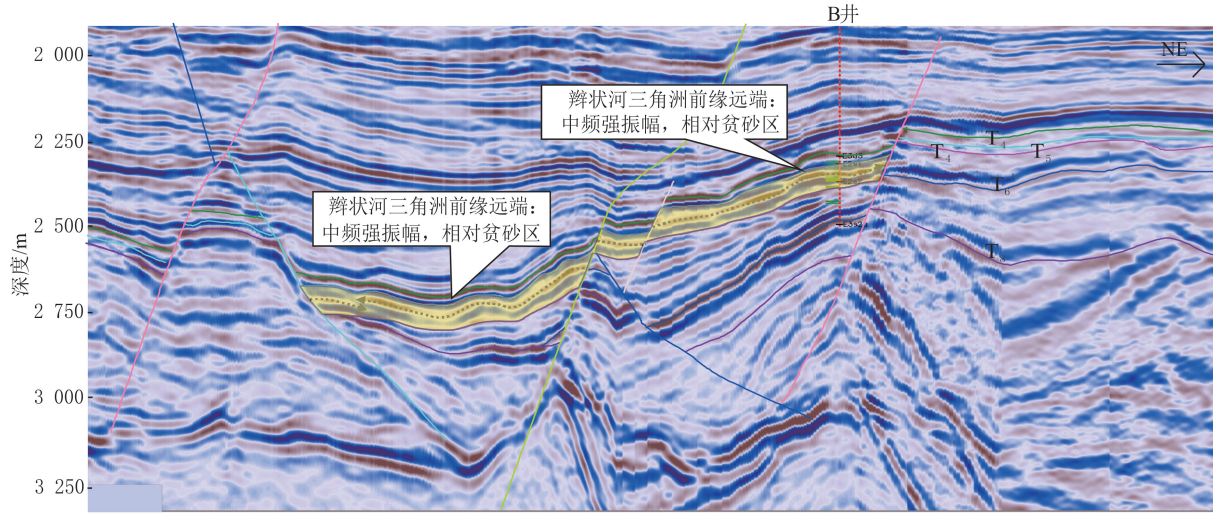 B井
NE
2 000
2 250
2 500
2 750
3 000
3 250
深度/m
辫状河三角洲前缘远端：
中频强振幅，相对贫砂区
辫状河三角洲前缘远端：
中频强振幅，相对贫砂区
T4
T4
T5
T6